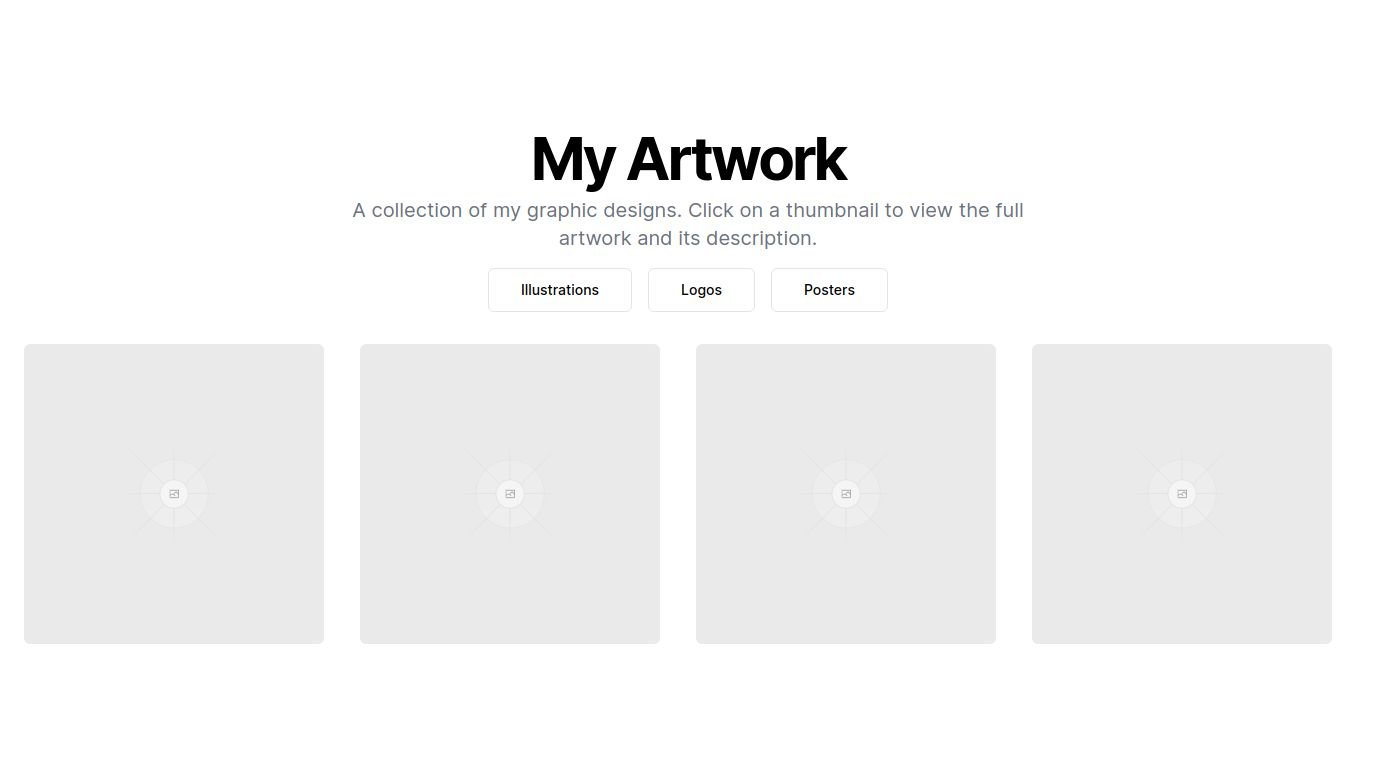 My Artwork
A collection of my graphic designs. Click on a thumbnail to view the full
artwork and its description.
Illustrations
Logos
Posters